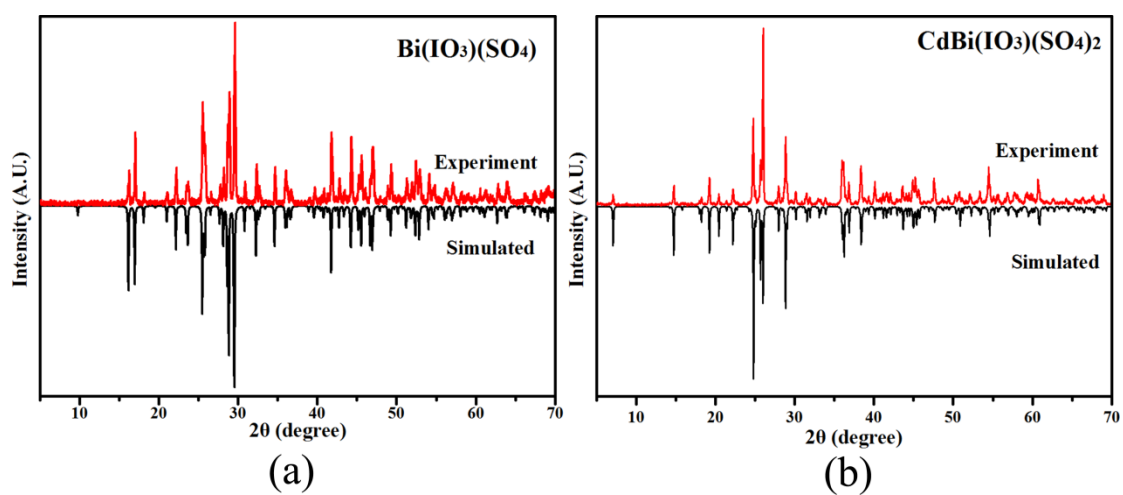 Bi(IO₃)(SO₄)
Experiment
Simulated
Intensity (A.U.)
10 20 30 40 50 60 70
2θ (degree)
(a)
CdBi(IO₃)(SO₄)₂
Experiment
Simulated
Intensity (A.U.)
10 20 30 40 50 60 70
2θ (degree)
(b)